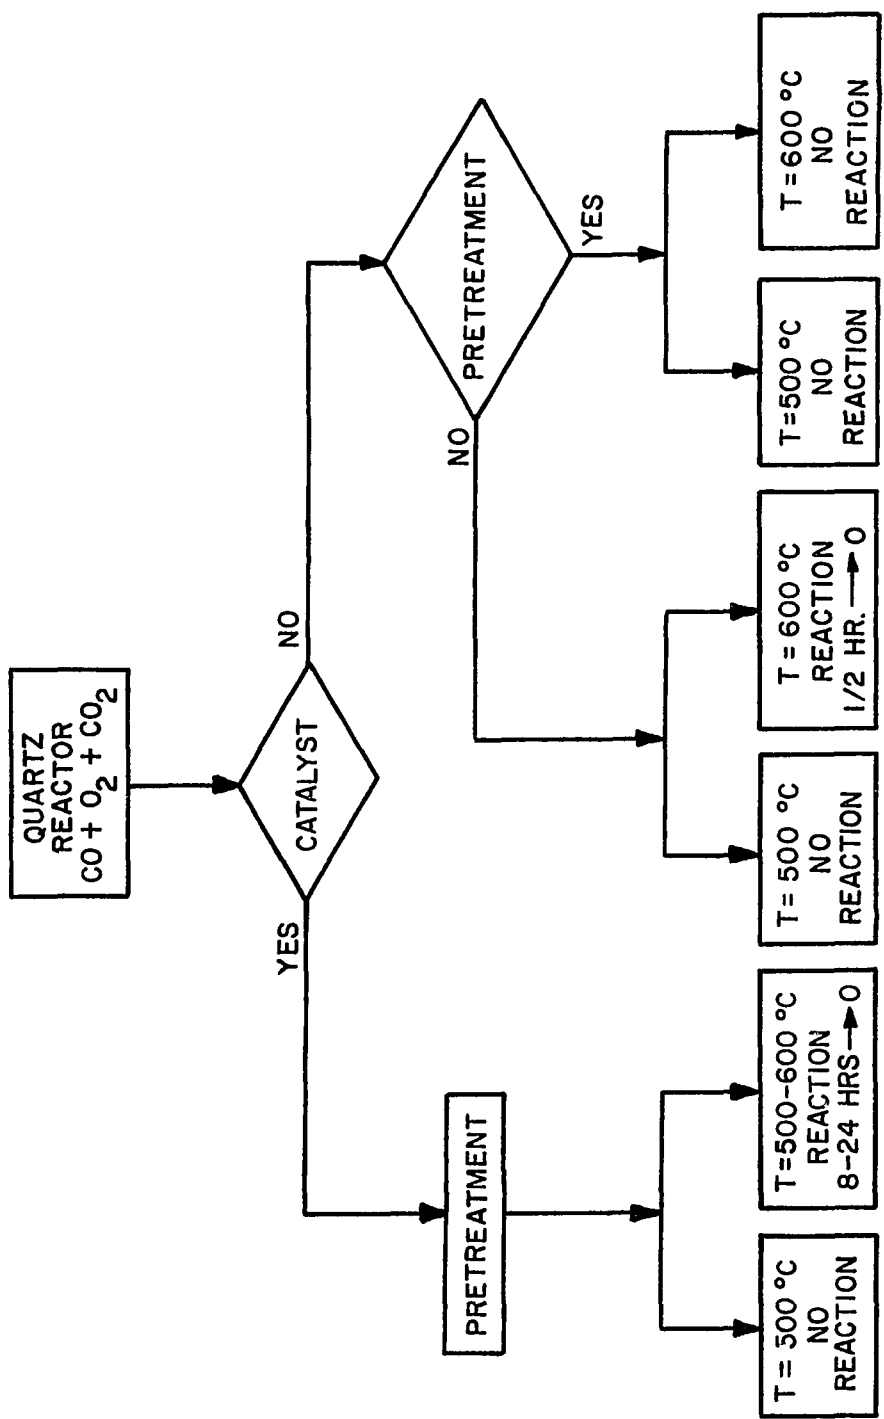 QUARTZ
REACTOR
CO + O₂ + CO₂
CATALYST
YES
NO
PRETREATMENT
PRETREATMENT
NO
YES
T = 300 °C
NO
REACTION
T=500-600 °C
REACTION
8-24 HRS→0
T= 500 °C
NO
REACTION
T = 600 °C
REACTION
1/2 HR.→0
T=500 °C
NO
REACTION
T=600 °C
NO
REACTION